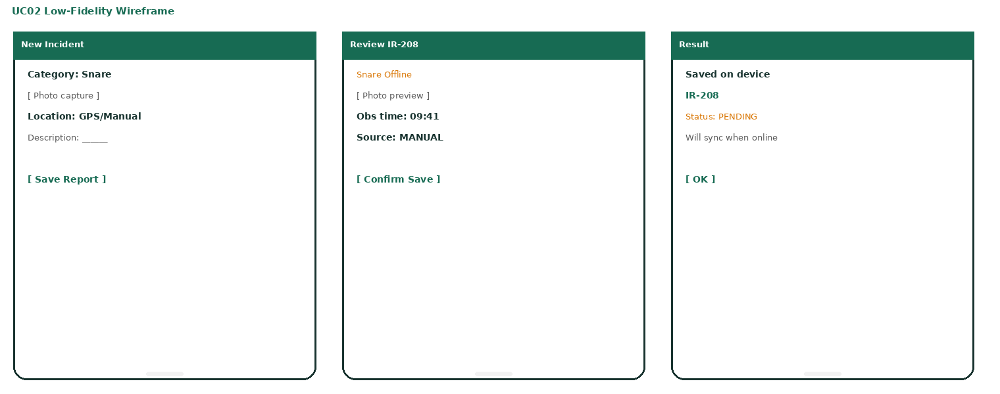 UC02 Low-Fidelity Wireframe
New Incident
Category: Snare
[ Photo capture ]
Location: GPS/Manual
Description: ______
[ Save Report ]
Review IR-208
Snare Offline
[ Photo preview ]
Obs time: 09:41
Source: MANUAL
[ Confirm Save ]
Result
Saved on device
IR-208
Status: PENDING
Will sync when online
[ OK ]